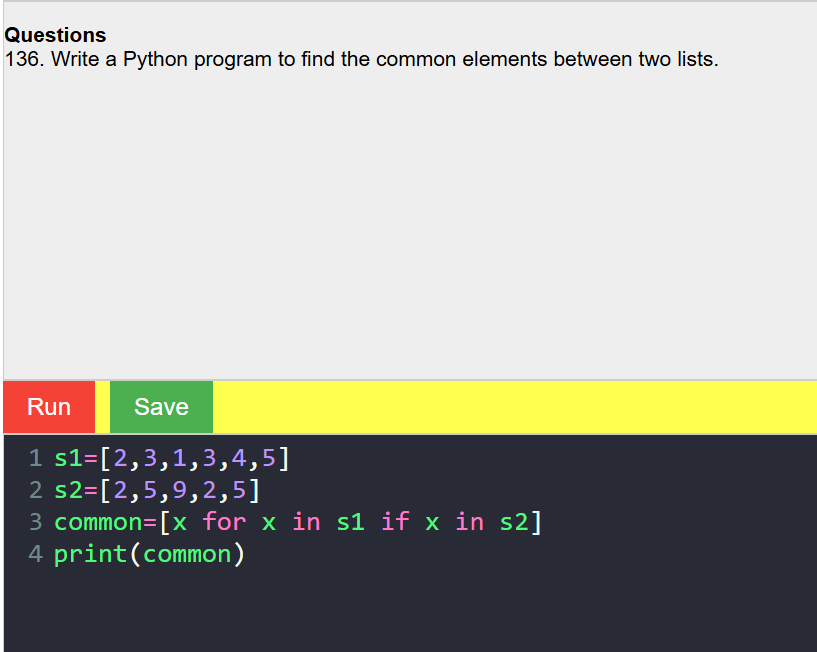 Questions
136. Write a Python program to find the common elements between two lists.
Run Save
1 s1=[2,3,1,3,4,5]
2 s2=[2,5,9,2,5]
3 common=[x for x in s1 if x in s2]
4 print(common)